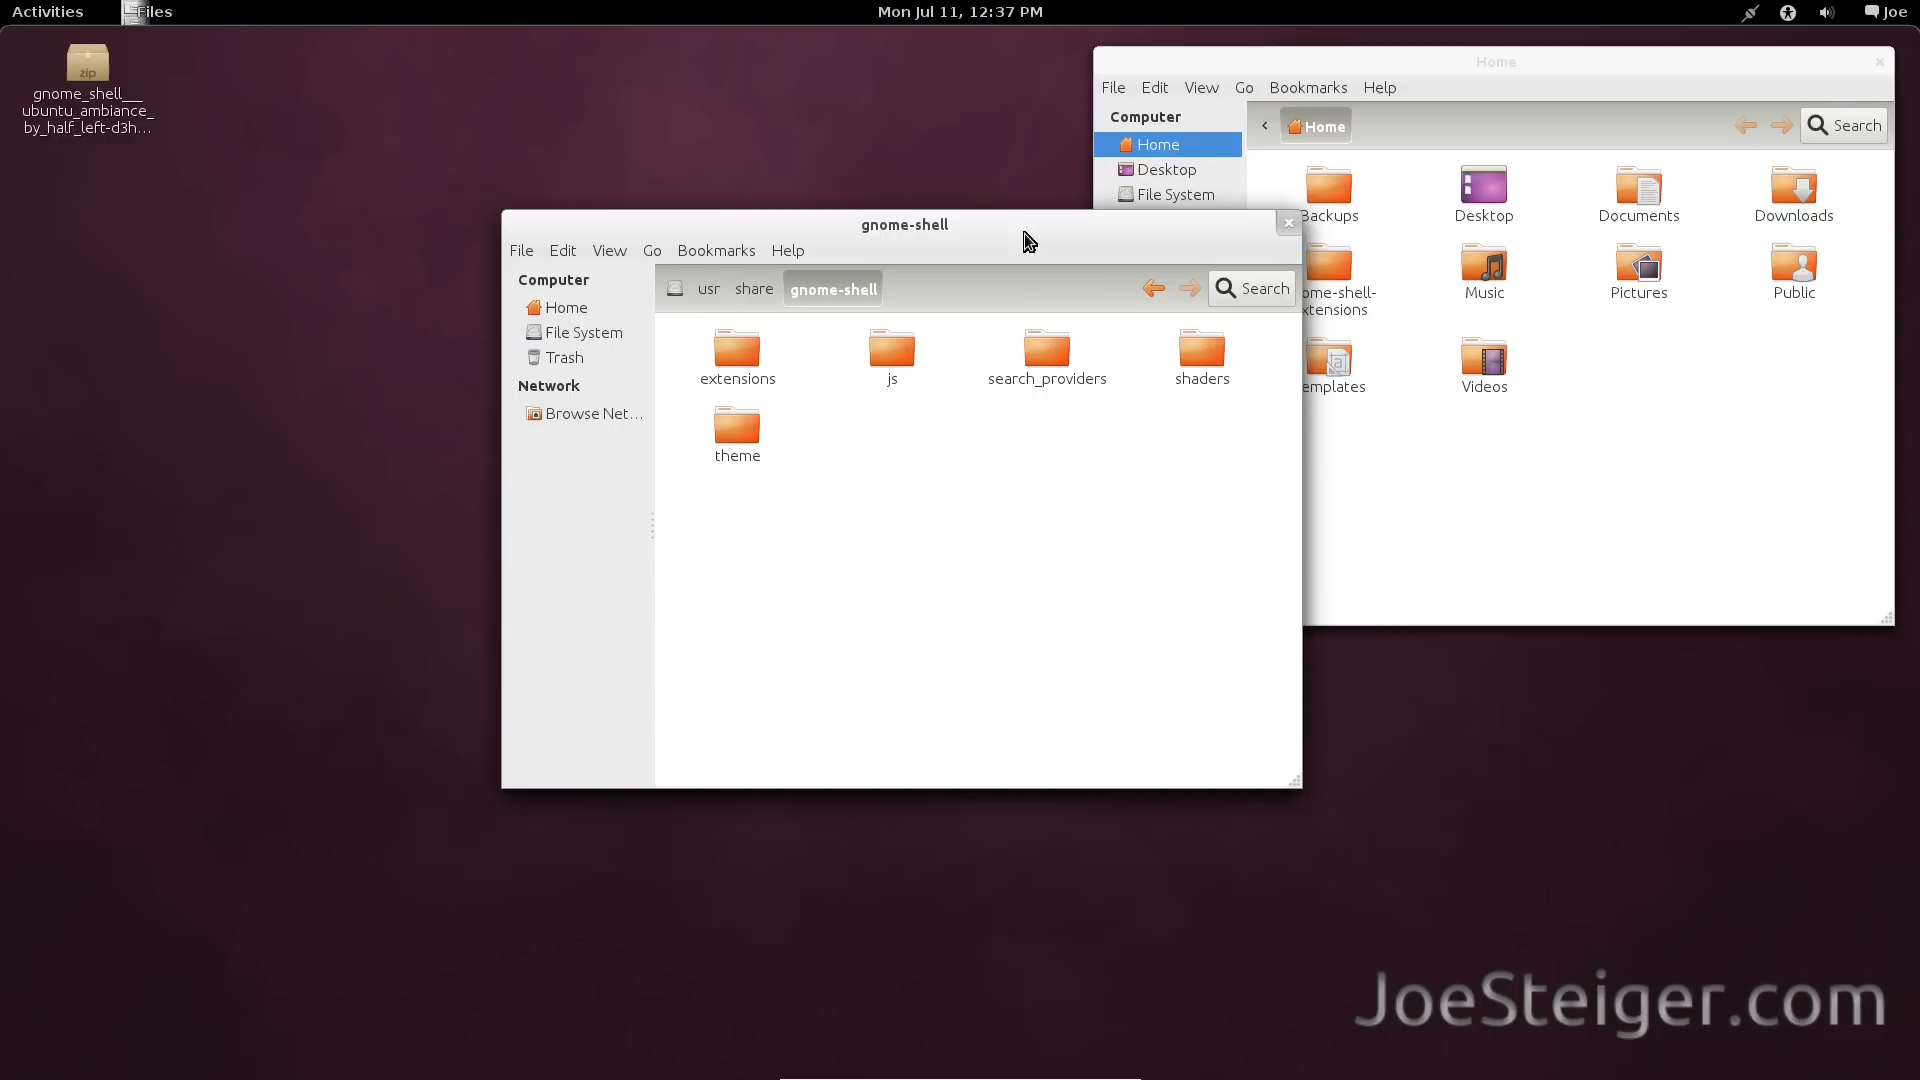 Activities
Files
Mon Jul 11, 12:37 PM
Joe
zip
gnome_shell___
ubuntu_ambiance_
by_half_left-d3h...
Home
File Edit View Go Bookmarks Help
Computer
Home
Desktop
File System
Home
Search
Backups
Desktop
Documents
Downloads
ome-shell-
xtensions
Music
Pictures
Public
emplates
Videos
gnome-shell
File Edit View Go Bookmarks Help
Computer
Home
File System
Trash
Network
Browse Net...
usr share gnome-shell
Search
extensions
js
search_providers
shaders
theme
JoeSteiger.com